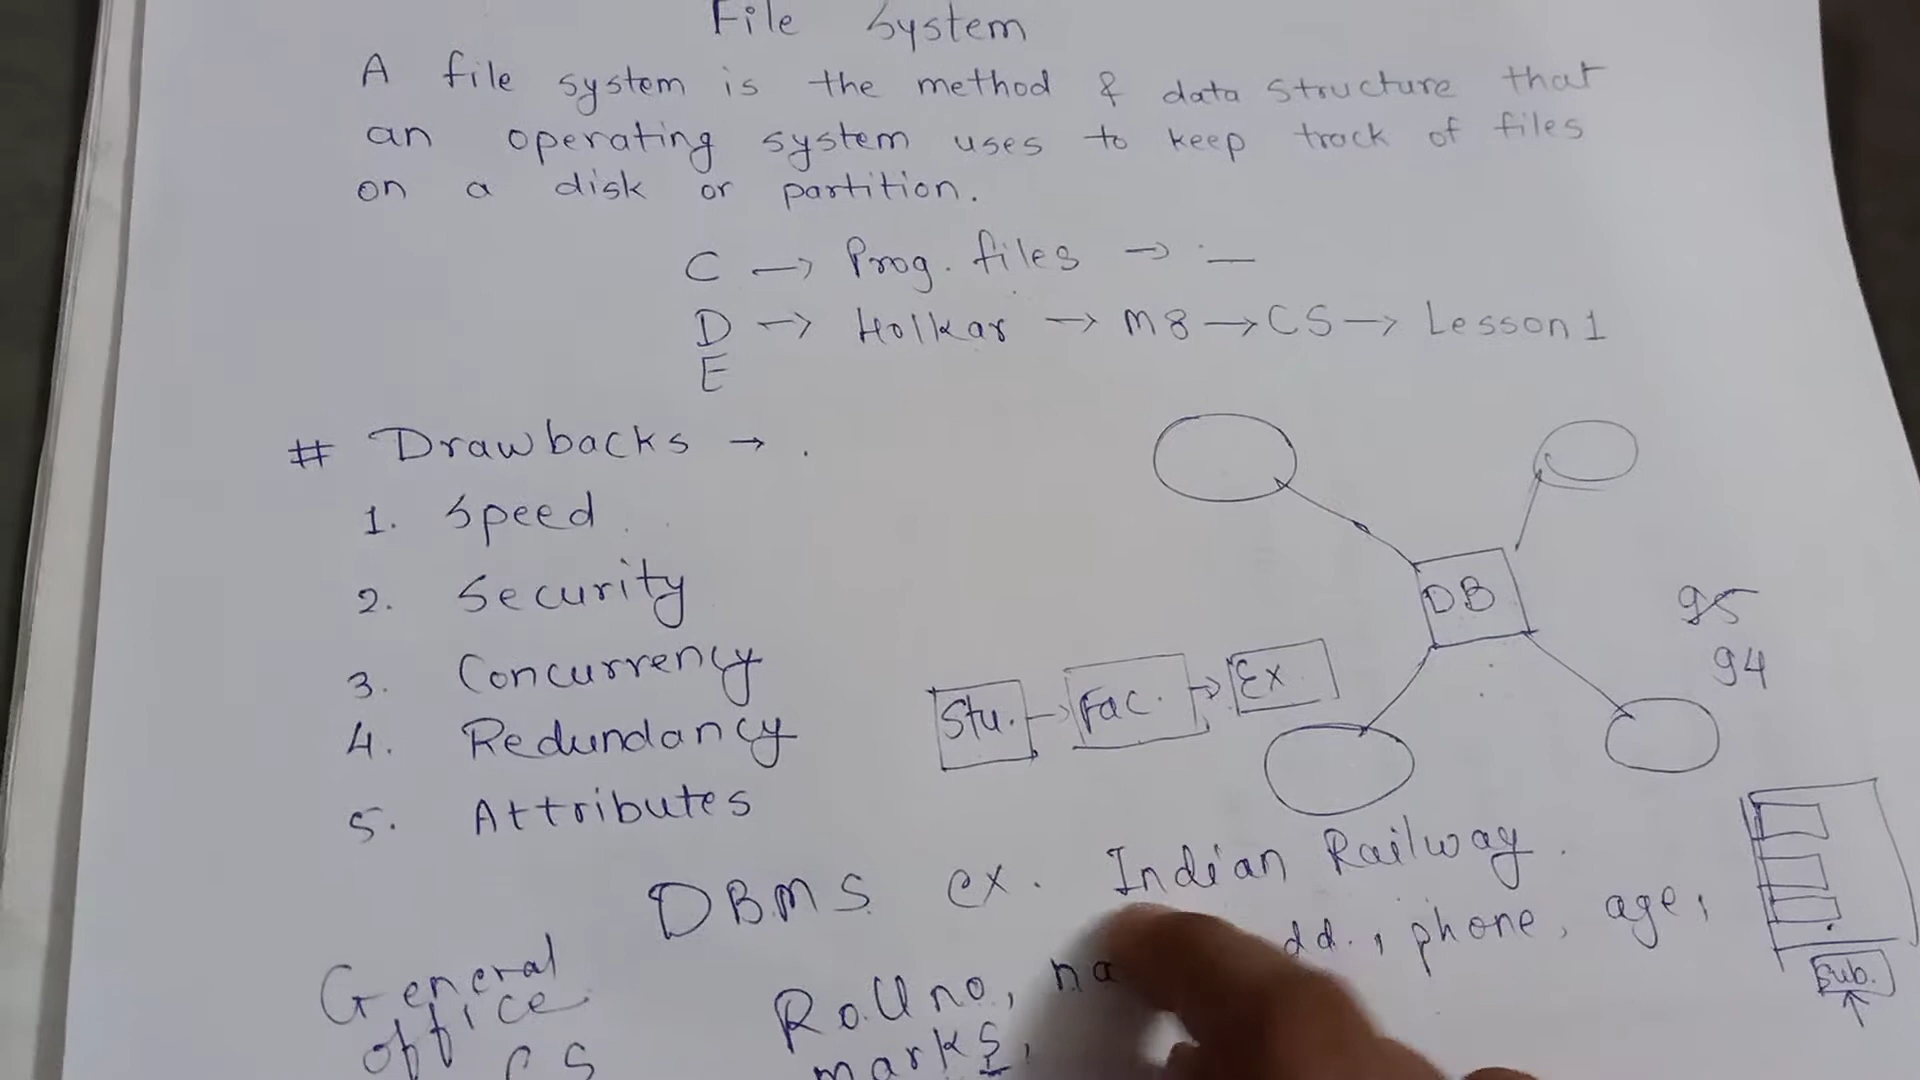 File System
A file system is the method & data structure that
an operating system uses to keep track of files
on a disk or partition.
C → Prog. files → —
D → Holkar → M8 → CS → Lesson 1
E
# Drawbacks →
1. Speed
2. Security
3. Concurrency
4. Redundancy
5. Attributes
DB
95
94
Stu. → Fac. → Ex
DBMS ex. Indian Railway.
General
office
CS
Roll no, na dd., phone, age,
marks,
Sub.